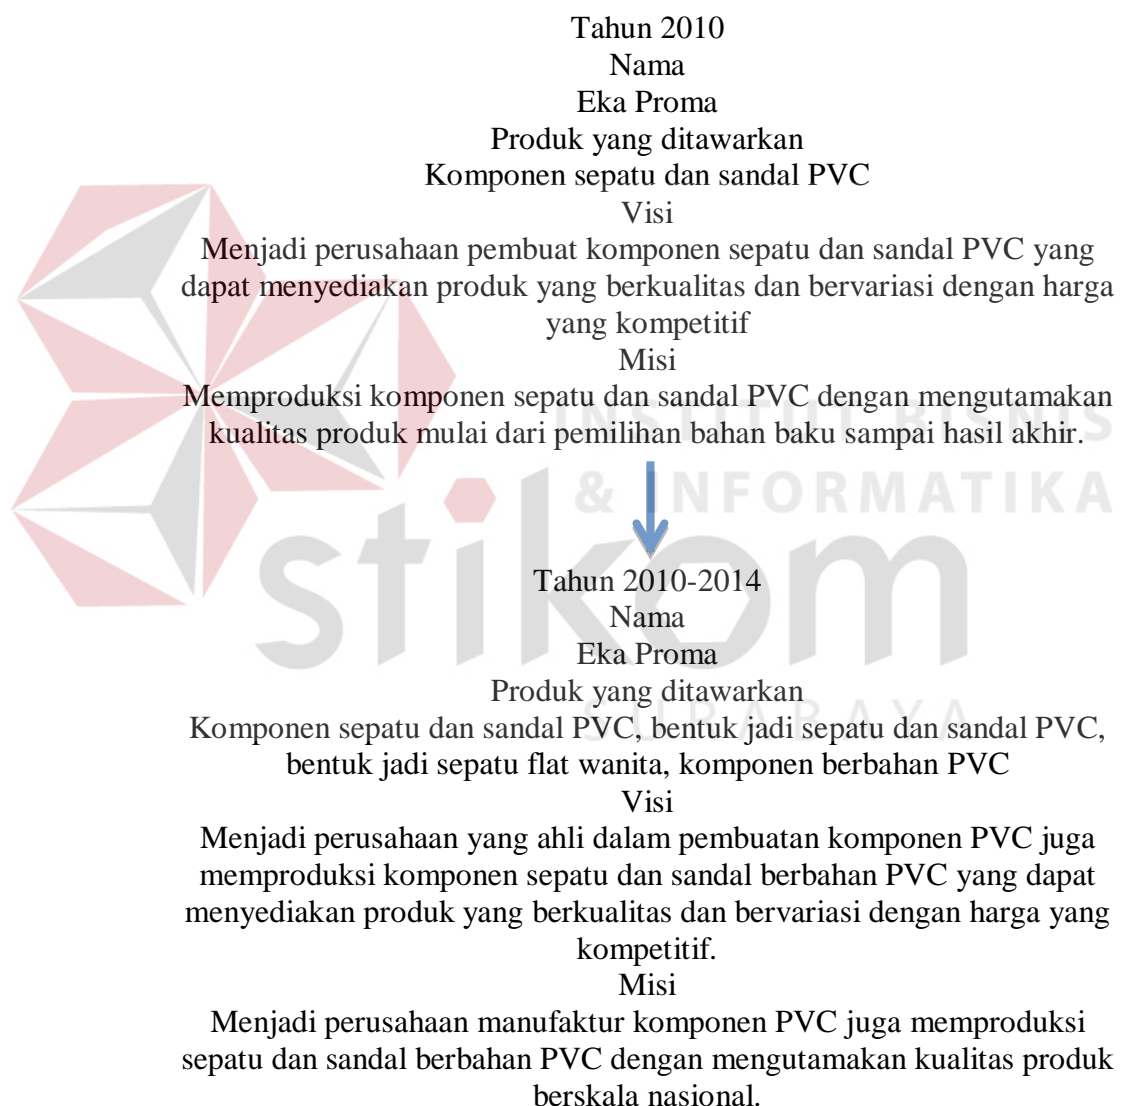 Tahun 2010
Nama
Eka Proma
Produk yang ditawarkan
Komponen sepatu dan sandal PVC
Visi
Menjadi perusahaan pembuat komponen sepatu dan sandal PVC yang
dapat menyediakan produk yang berkualitas dan bervariasi dengan harga
yang kompetitif
Misi
Memproduksi komponen sepatu dan sandal PVC dengan mengutamakan
kualitas produk mulai dari pemilihan bahan baku sampai hasil akhir.
INSTITUT BISNIS
& INFORMATIKA
stikom
SURABAYA
Tahun 2010-2014
Nama
Eka Proma
Produk yang ditawarkan
Komponen sepatu dan sandal PVC, bentuk jadi sepatu dan sandal PVC,
bentuk jadi sepatu flat wanita, komponen berbahan PVC
Visi
Menjadi perusahaan yang ahli dalam pembuatan komponen PVC juga
memproduksi komponen sepatu dan sandal berbahan PVC yang dapat
menyediakan produk yang berkualitas dan bervariasi dengan harga yang
kompetitif.
Misi
Menjadi perusahaan manufaktur komponen PVC juga memproduksi
sepatu dan sandal berbahan PVC dengan mengutamakan kualitas produk
berskala nasional.